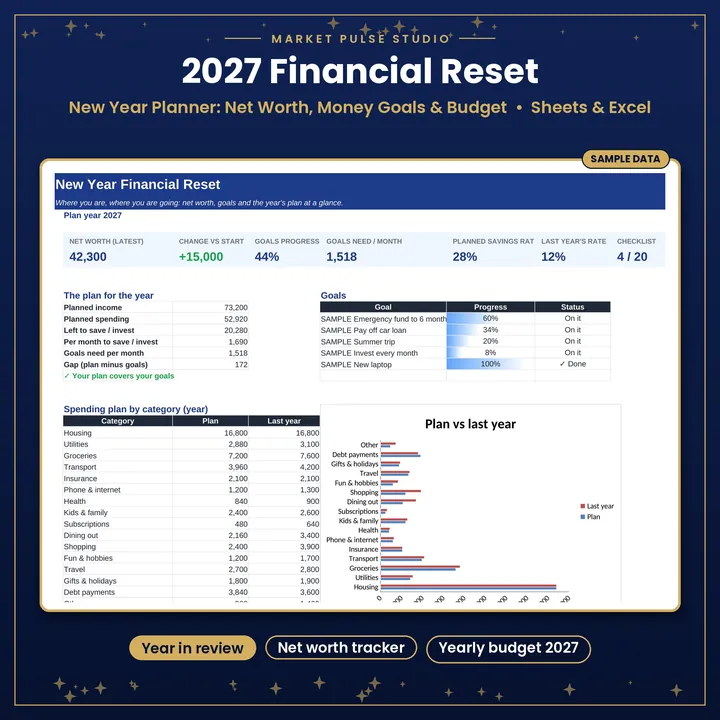 MARKET PULSE STUDIO
2027 Financial Reset
New Year Planner: Net Worth, Money Goals & Budget • Sheets & Excel
SAMPLE DATA
New Year Financial Reset
Where you are, where you are going: net worth, goals and the year's plan at a glance.
Plan year 2027
NET WORTH (LATEST) CHANGE VS START GOALS PROGRESS GOALS NEED / MONTH PLANNED SAVINGS RAT LAST YEAR'S RATE CHECKLIST
42,300 +15,000 44% 1,518 28% 12% 4 / 20
The plan for the year
Planned income 73,200
Planned spending 52,920
Left to save / invest 20,280
Per month to save / invest 1,690
Goals need per month 1,518
Gap (plan minus goals) 172
✓ Your plan covers your goals
Goals
Goal Progress Status
SAMPLE Emergency fund to 6 month 60% On it
SAMPLE Pay off car loan 34% On it
SAMPLE Summer trip 20% On it
SAMPLE Invest every month 8% On it
SAMPLE New laptop 100% ✓ Done
Spending plan by category (year)
Category Plan Last year
Housing 16,800 16,800
Utilities 2,880 3,100
Groceries 7,200 7,600
Transport 3,960 4,200
Insurance 2,100 2,100
Phone & internet 1,200 1,300
Health 840 900
Kids & family 2,400 2,600
Subscriptions 480 640
Dining out 2,160 3,400
Shopping 2,400 3,900
Fun & hobbies 1,200 1,700
Travel 2,700 2,800
Gifts & holidays 1,800 1,900
Debt payments 3,840 3,600
Plan vs last year
Other
Debt payments
Gifts & holidays
Travel
Fun & hobbies
Shopping
Dining out
Subscriptions
Kids & family
Health
Phone & internet
Insurance
Transport
Groceries
Utilities
Housing
Last year
Plan
0
Year in review
Net worth tracker
Yearly budget 2027